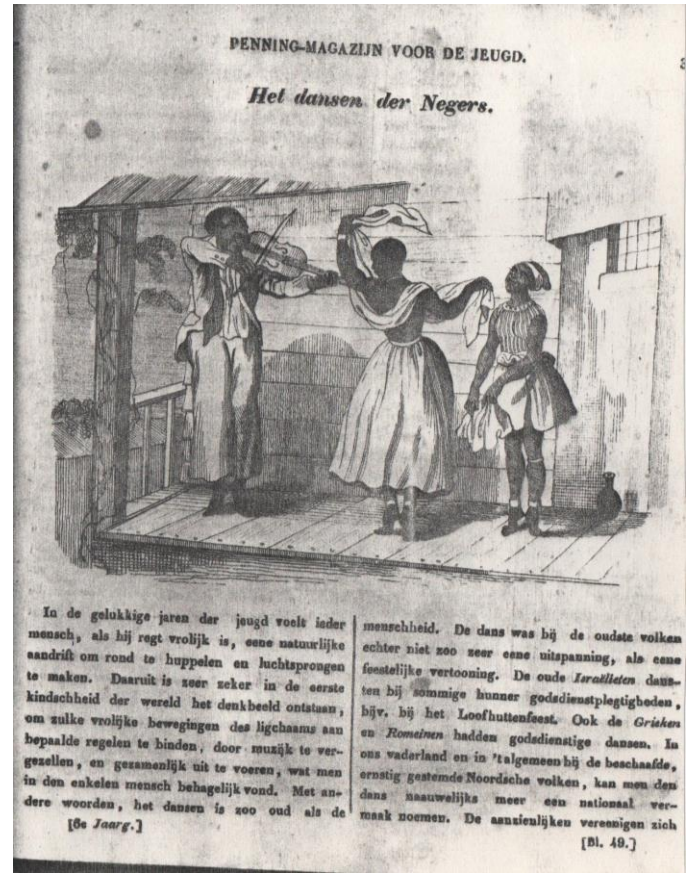 PENNING-MAGAZIJN VOOR DE JEUGD.
3
Het dansen der Negers.
In de gelukkige jaren der jeugd voelt ieder
mensch, als hij regt vrolijk is, eene natuurlijke
aandrift om rond te huppelen en luchtsprongen
te maken. Daaruit is zeer zeker in de eerste
kindschheid der wereld het denkbeeld ontstaan,
om zulke vrolijke bewegingen des ligchaams aan
bepaalde regelen te binden, door muzijk te ver-
gezellen, en gezamenlijk uit te voeren, wat men
in den enkelen mensch behagelijk vond. Met an-
dere woorden, het dansen is zoo oud als de
[6e Jaarg.]
menschheid. De dans was bij de oudste volken
echter niet zoo zeer eene uitspanning, als eene
feestelijke vertooning. De oude Israëlieten dans-
ten bij sommige hunner godsdienstplegtigheden,
bijv. bij het Loofhuttenfeest. Ook de Grieken
en Romeinen hadden godsdienstige dansen. In
ons vaderland en in 't algemeen bij de beschaafde,
ernstig gestemde Noordsche volken, kan men den
dans naauwelijks meer een nationaal ver-
maak noemen. De aanzienlijken vereenigen zich
[Bl. 49.]